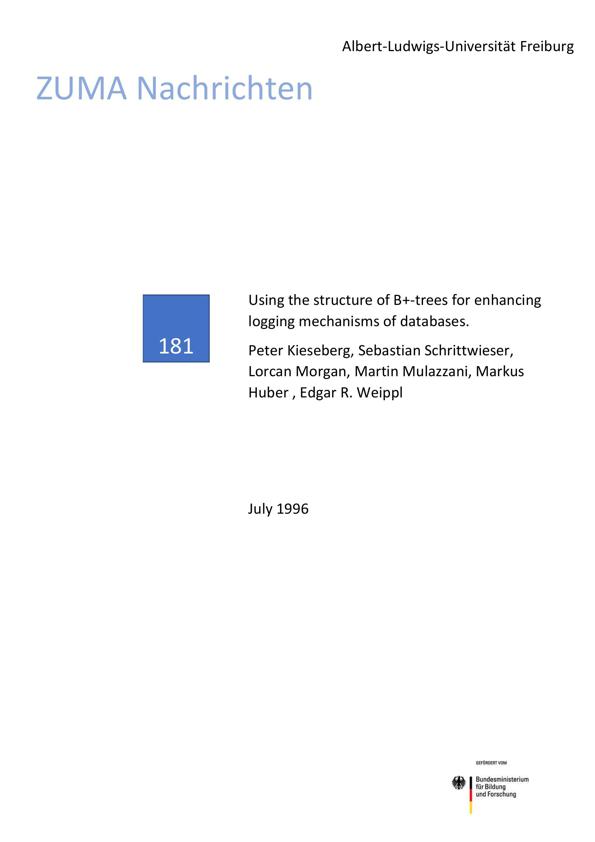 Albert-Ludwigs-Universität Freiburg
ZUMA Nachrichten
181
Using the structure of B+-trees for enhancing
logging mechanisms of databases.
Peter Kieseberg, Sebastian Schrittwieser,
Lorcan Morgan, Martin Mulazzani, Markus
Huber , Edgar R. Weippl
July 1996
GEFÖRDERT VOM
Bundesministerium
für Bildung
und Forschung